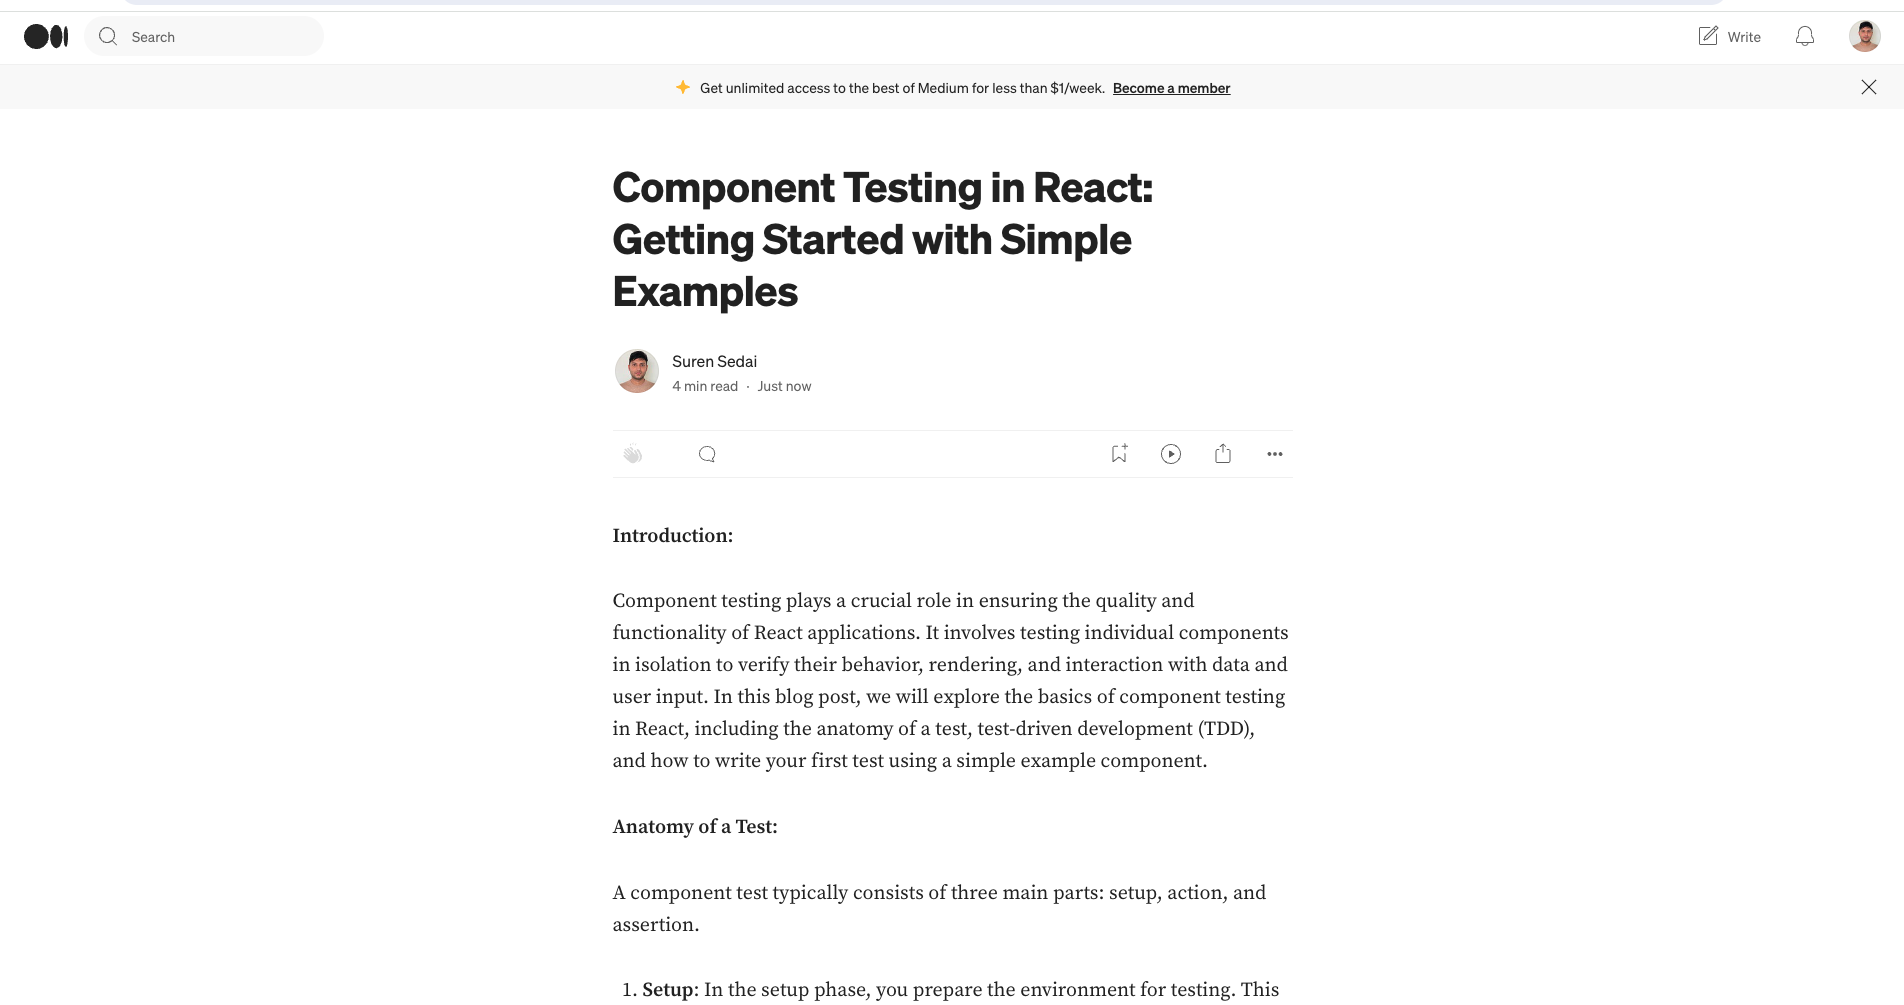 Search
Write
Get unlimited access to the best of Medium for less than $1/week. Become a member
Component Testing in React:
Getting Started with Simple
Examples
Suren Sedai
4 min read · Just now
Introduction:
Component testing plays a crucial role in ensuring the quality and
functionality of React applications. It involves testing individual components
in isolation to verify their behavior, rendering, and interaction with data and
user input. In this blog post, we will explore the basics of component testing
in React, including the anatomy of a test, test-driven development (TDD),
and how to write your first test using a simple example component.
Anatomy of a Test:
A component test typically consists of three main parts: setup, action, and
assertion.
1. Setup: In the setup phase, you prepare the environment for testing. This